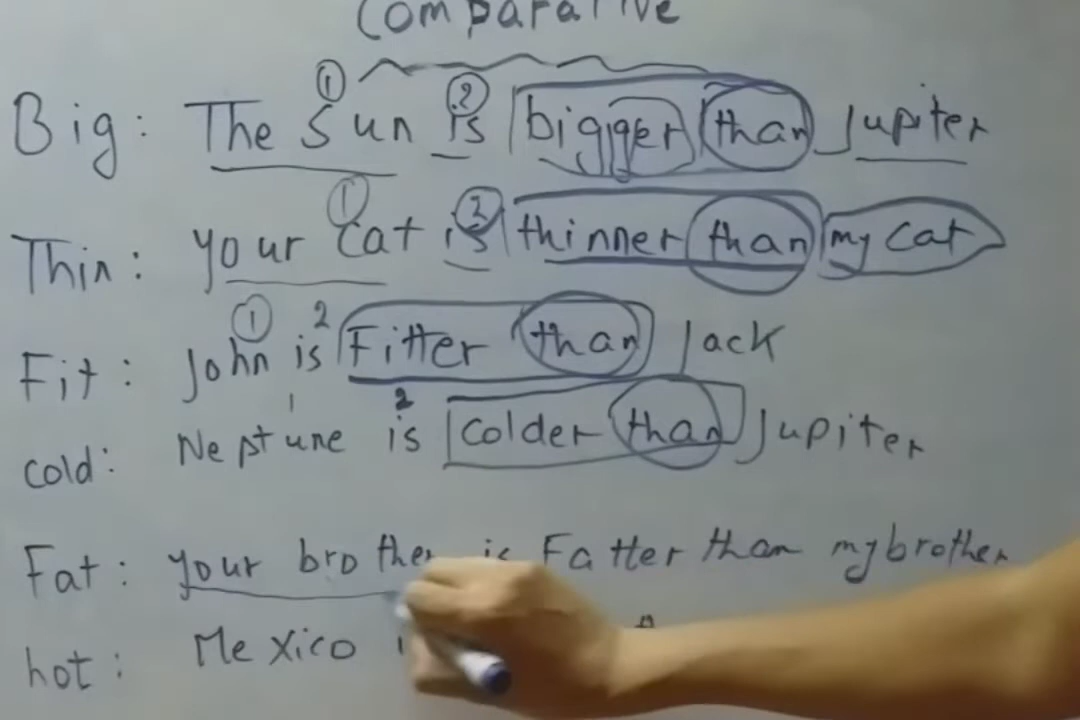 Comparative
Big: The Sun is bigger than Jupiter
Thin: your cat is thinner than my cat
Fit: John is Fitter than Jack
cold: Neptune is colder than Jupiter
Fat: your brother is Fatter than my brother
hot: Mexico